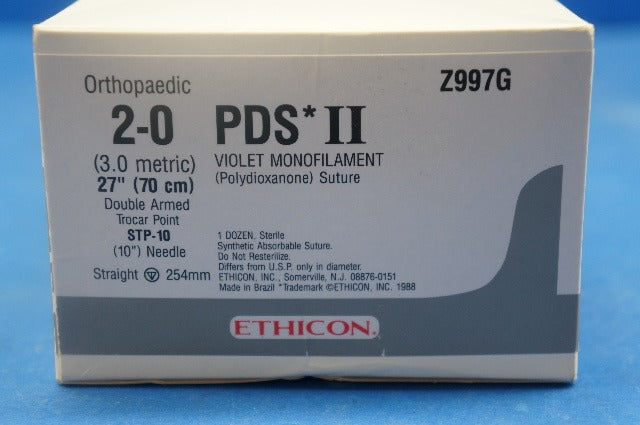 Orthopaedic
Z997G
2-0 PDS* II
(3.0 metric) VIOLET MONOFILAMENT
27" (70 cm) (Polydioxanone) Suture
Double Armed
Trocar Point
STP-10
(10") Needle
Straight 254mm
1 DOZEN, Sterile
Synthetic Absorbable Suture.
Do Not Resterilize.
Differs from U.S.P. only in diameter.
ETHICON, INC., Somerville, N.J. 08876-0151
Made in Brazil *Trademark ©ETHICON, INC. 1988
ETHICON.